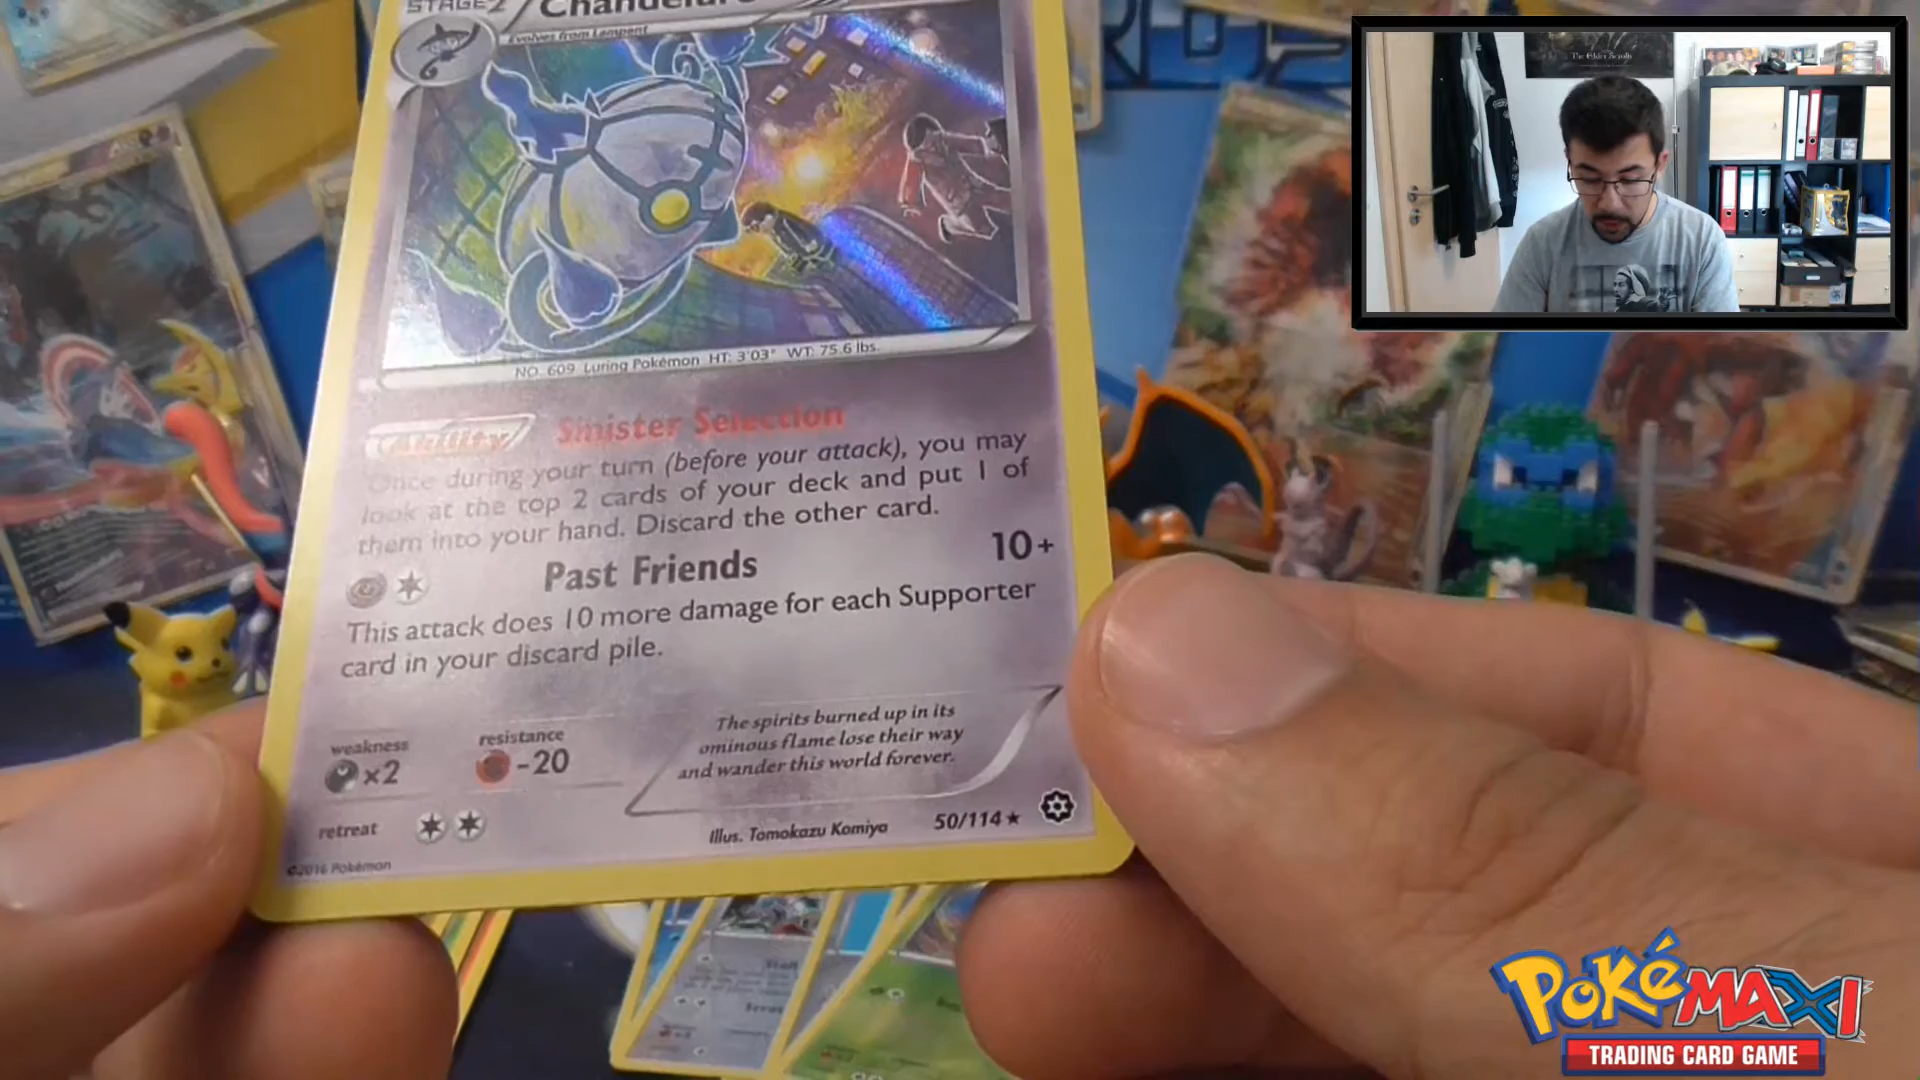 STAGE 2 Chandelure
Evolves from Lampent
NO. 609 Luring Pokémon HT: 3'03" WT: 75.6 lbs.
Ability Sinister Selection
Once during your turn (before your attack), you may
look at the top 2 cards of your deck and put 1 of
them into your hand. Discard the other card.
Past Friends 10+
This attack does 10 more damage for each Supporter
card in your discard pile.
weakness
×2
resistance
-20
The spirits burned up in its
ominous flame lose their way
and wander this world forever.
retreat
Illus. Tomokazu Komiya 50/114
©2016 Pokémon
The Elder Scrolls
POKéMAXI
TRADING CARD GAME